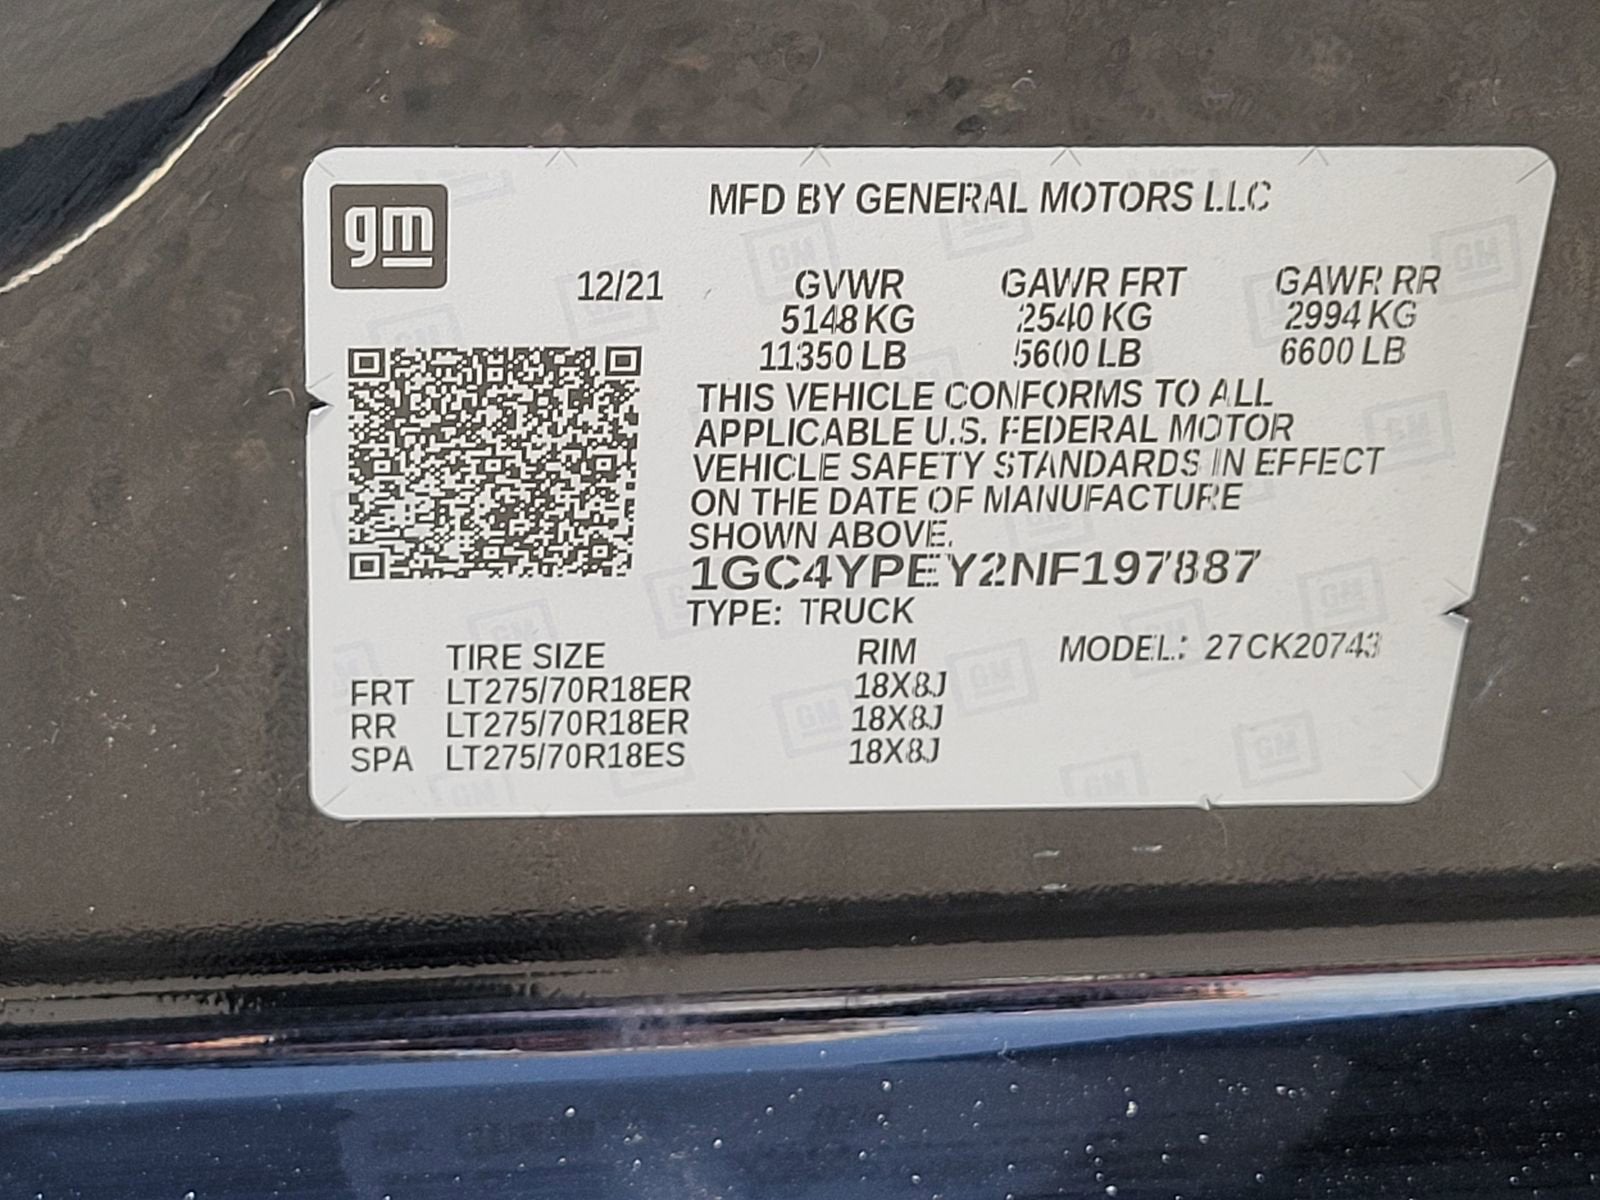 gm
MFD BY GENERAL MOTORS LLC
12/21 GVWR GAWR FRT GAWR RR
5148 KG 2540 KG 2994 KG
11350 LB 5600 LB 6600 LB
THIS VEHICLE CONFORMS TO ALL
APPLICABLE U.S. FEDERAL MOTOR
VEHICLE SAFETY STANDARDS IN EFFECT
ON THE DATE OF MANUFACTURE
SHOWN ABOVE.
1GC4YPEY2NF197887
TYPE: TRUCK
TIRE SIZE RIM MODEL: 27CK20743
FRT LT275/70R18ER 18X8J
RR LT275/70R18ER 18X8J
SPA LT275/70R18ES 18X8J